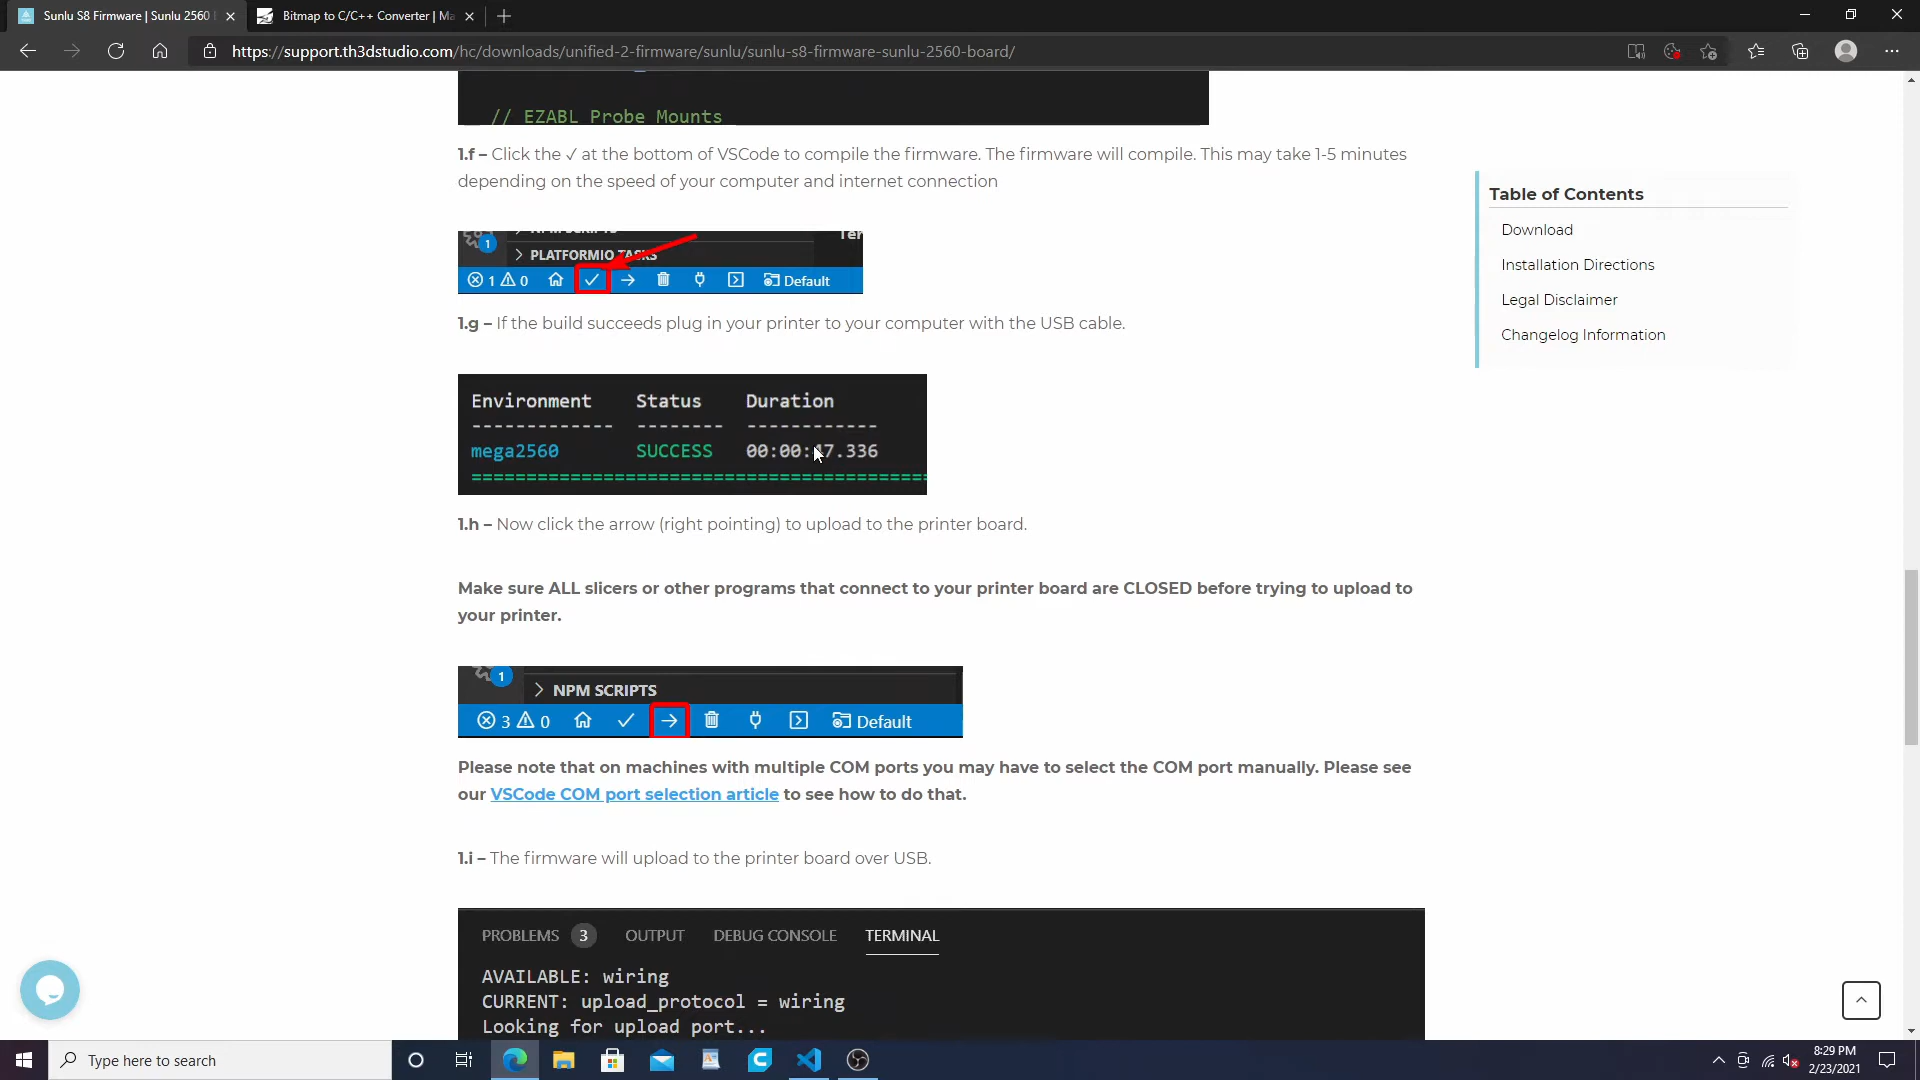 Sunlu S8 Firmware | Sunlu 2560
Bitmap to C/C++ Converter | Ma
https://support.th3dstudio.com/hc/downloads/unified-2-firmware/sunlu/sunlu-s8-firmware-sunlu-2560-board/
// EZABL Probe Mounts
1.f – Click the ✓ at the bottom of VSCode to compile the firmware. The firmware will compile. This may take 1-5 minutes
depending on the speed of your computer and internet connection
NPM SCRIPTS
Ter
1
PLATFORMIO TASKS
1 0 Default
1.g – If the build succeeds plug in your printer to your computer with the USB cable.
Environment Status Duration
------------- -------- ------------
mega2560 SUCCESS 00:00:47.336
==========================================
1.h – Now click the arrow (right pointing) to upload to the printer board.
Make sure ALL slicers or other programs that connect to your printer board are CLOSED before trying to upload to
your printer.
1
NPM SCRIPTS
3 0 Default
Please note that on machines with multiple COM ports you may have to select the COM port manually. Please see
our VSCode COM port selection article to see how to do that.
1.i – The firmware will upload to the printer board over USB.
PROBLEMS 3 OUTPUT DEBUG CONSOLE TERMINAL
AVAILABLE: wiring
CURRENT: upload_protocol = wiring
Looking for upload port...
Table of Contents
Download
Installation Directions
Legal Disclaimer
Changelog Information
Type here to search
8:29 PM
2/23/2021